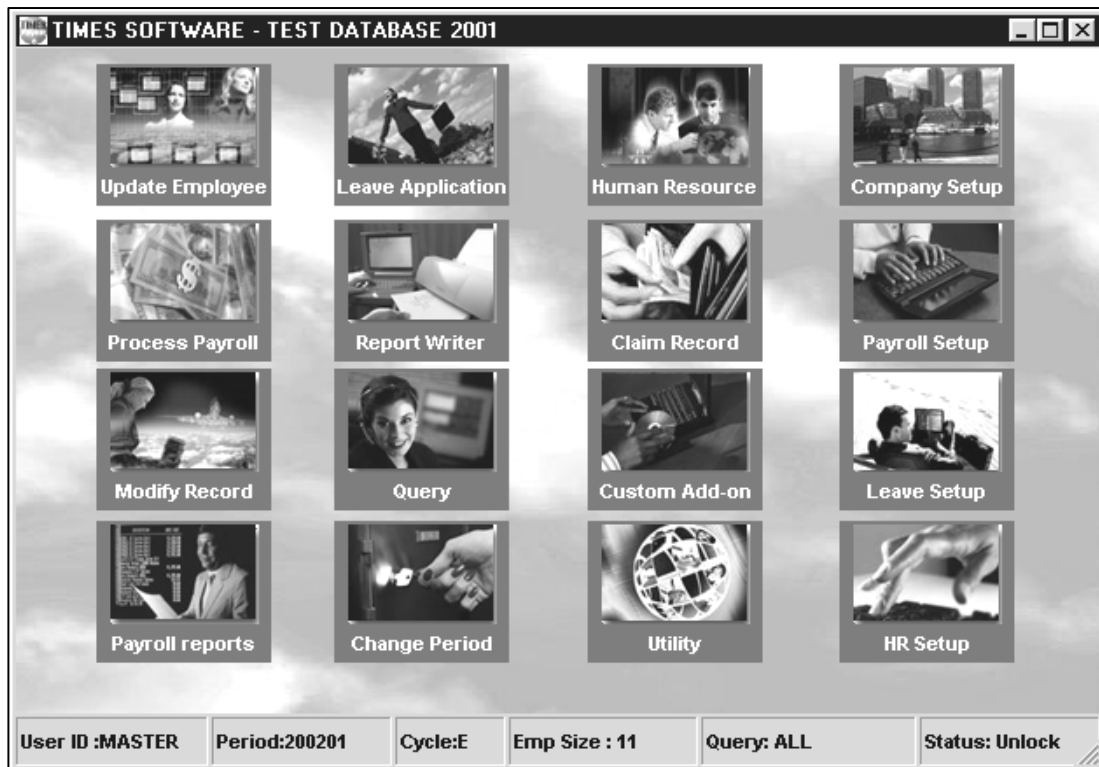 TIMES SOFTWARE - TEST DATABASE 2001
Update Employee
Leave Application
Human Resource
Company Setup
Process Payroll
Report Writer
Claim Record
Payroll Setup
Modify Record
Query
Custom Add-on
Leave Setup
Payroll reports
Change Period
Utility
HR Setup
User ID :MASTER
Period:200201
Cycle:E
Emp Size : 11
Query: ALL
Status: Unlock